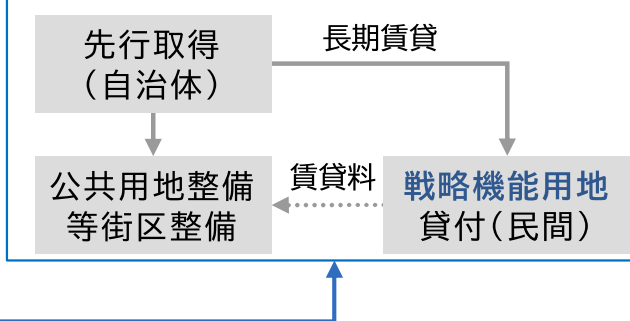 先行取得
（自治体）
長期賃貸
公共用地整備
等街区整備
賃貸料
戦略機能用地
貸付（民間）